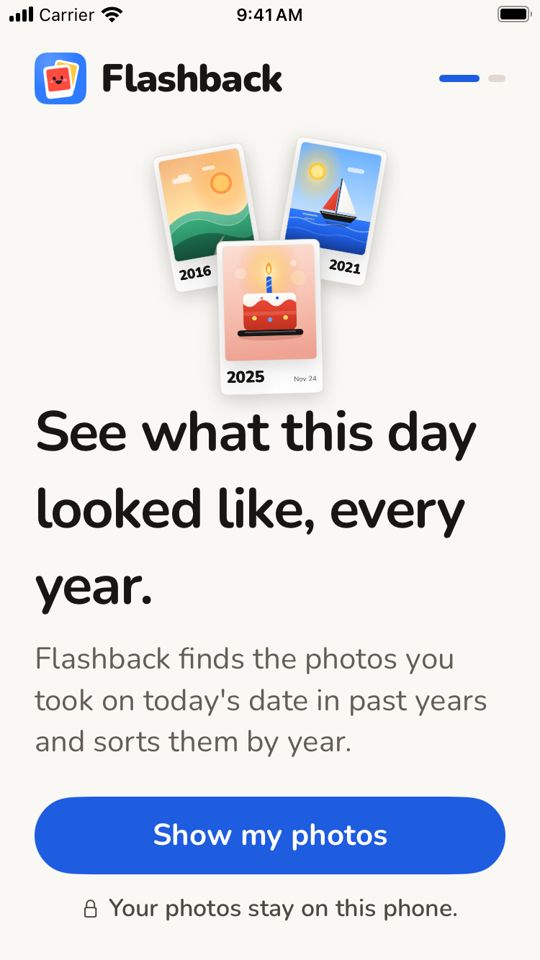 Carrier 9:41 AM
Flashback
2016
2021
2025 Nov 24
See what this day
looked like, every
year.
Flashback finds the photos you
took on today's date in past years
and sorts them by year.
Show my photos
Your photos stay on this phone.